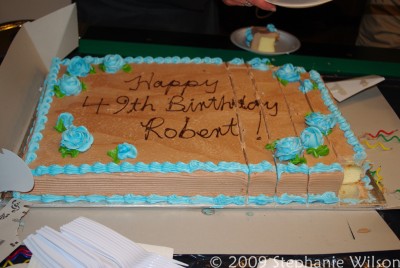 Happy
49th Birthday
Robert!
© 2009 Stephanie Wilson